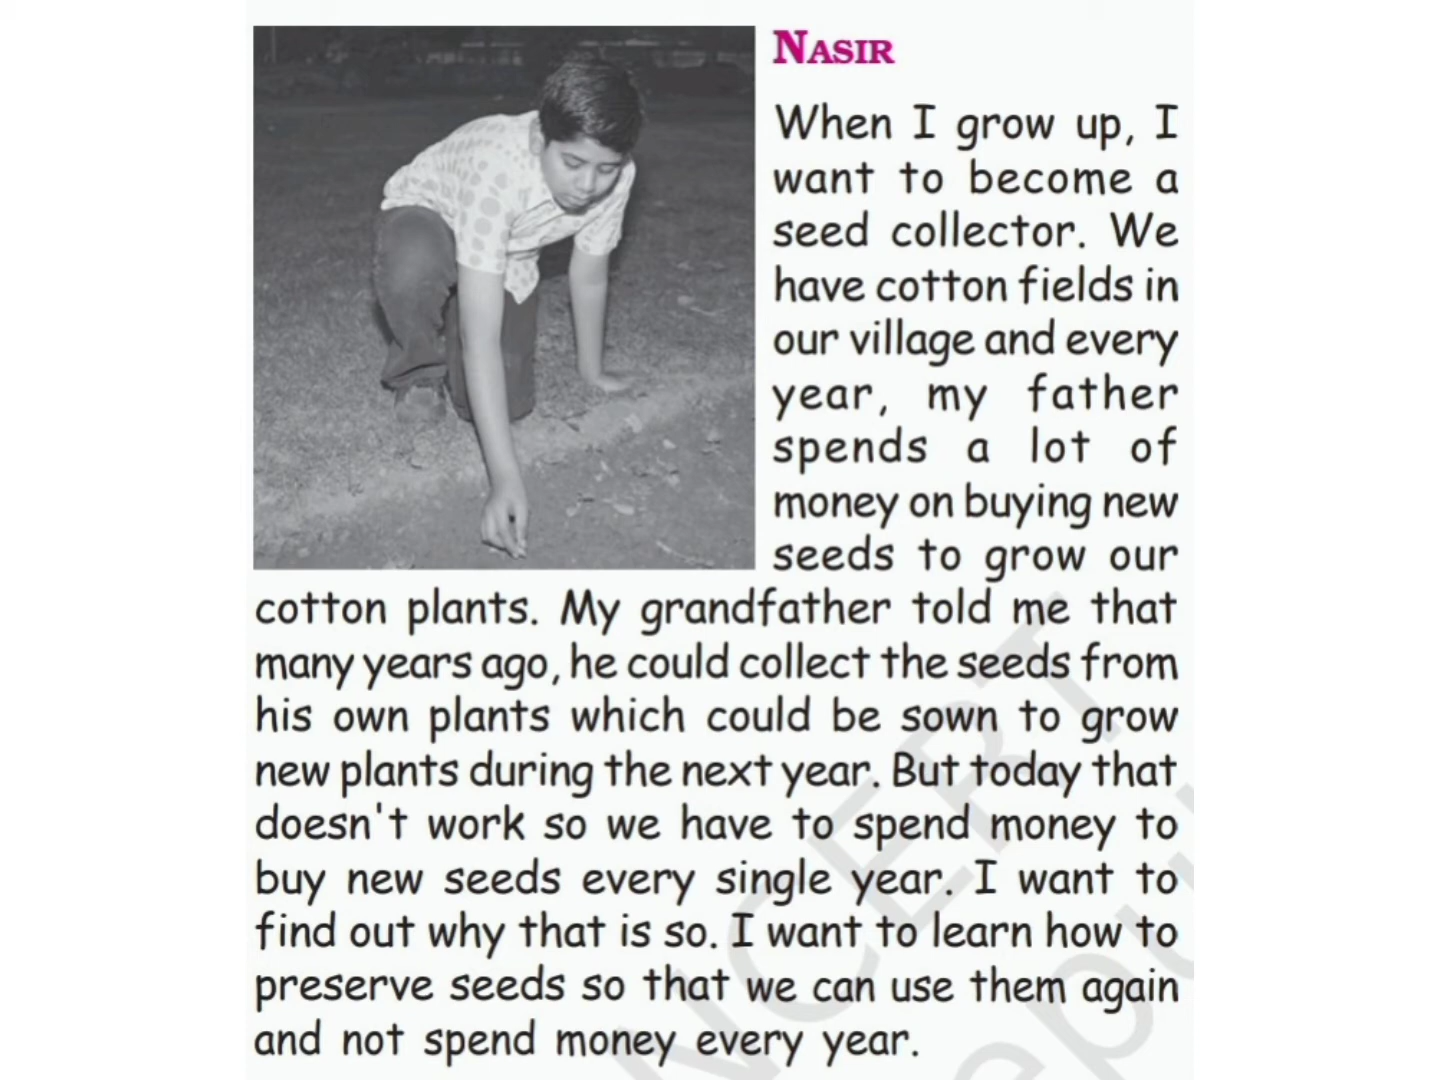 NASIR
When I grow up, I
want to become a
seed collector. We
have cotton fields in
our village and every
year, my father
spends a lot of
money on buying new
seeds to grow our
cotton plants. My grandfather told me that
many years ago, he could collect the seeds from
his own plants which could be sown to grow
new plants during the next year. But today that
doesn't work so we have to spend money to
buy new seeds every single year. I want to
find out why that is so. I want to learn how to
preserve seeds so that we can use them again
and not spend money every year.
NCERT